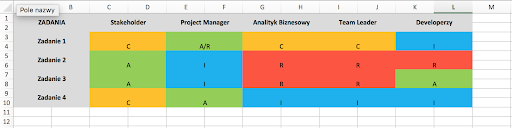 Pole nazwy
B C D E F G H I J K L M
1
2 ZADANIA Stakeholder Project Manager Analityk Biznesowy Team Leader Developerzy
3
4 Zadanie 1 C A/R C C I
5
6 Zadanie 2 A I R R R
7
8 Zadanie 3 A I R R A
9
10 Zadanie 4 C A I I I
11
12